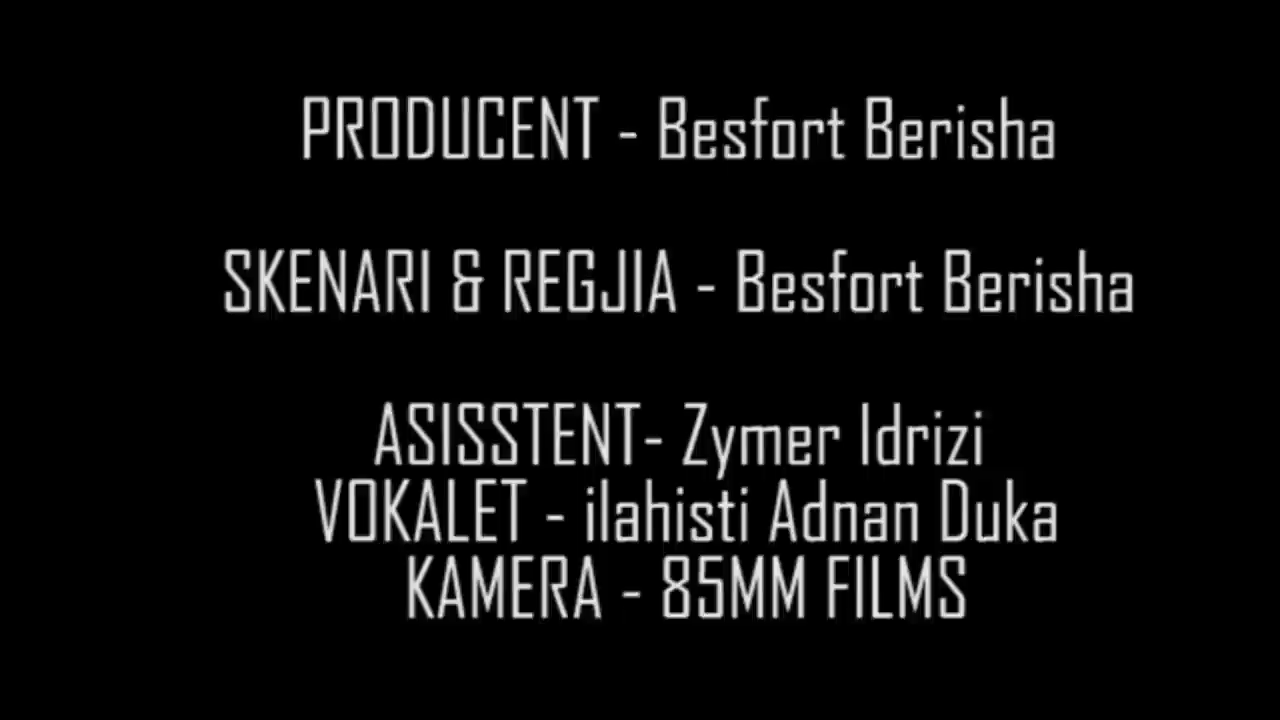 PRODUCENT - Besfort Berisha
SKENARI & REGJIA - Besfort Berisha
ASISSTENT- Zymer Idrizi
VOKALET - ilahisti Adnan Duka
KAMERA - 85MM FILMS